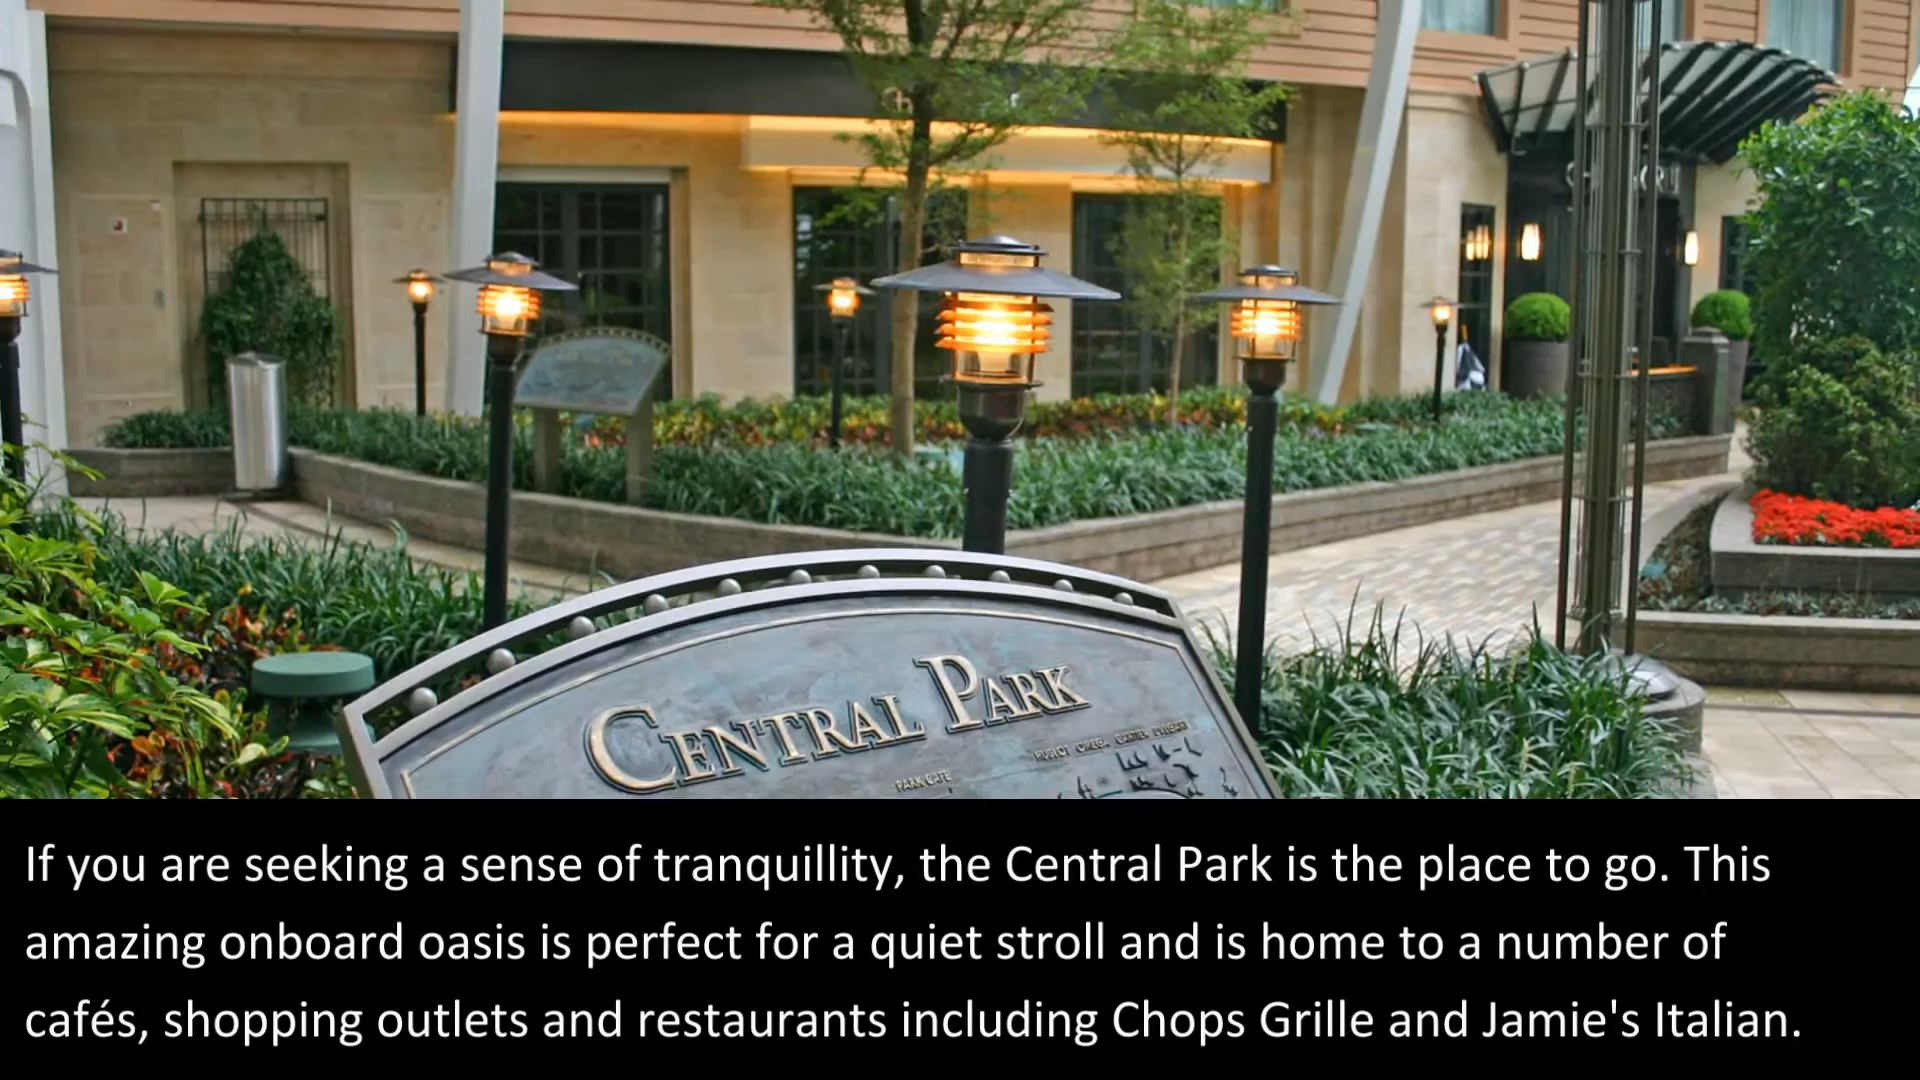 CENTRAL PARK
PARK CAFE
If you are seeking a sense of tranquillity, the Central Park is the place to go. This
amazing onboard oasis is perfect for a quiet stroll and is home to a number of
cafés, shopping outlets and restaurants including Chops Grille and Jamie's Italian.